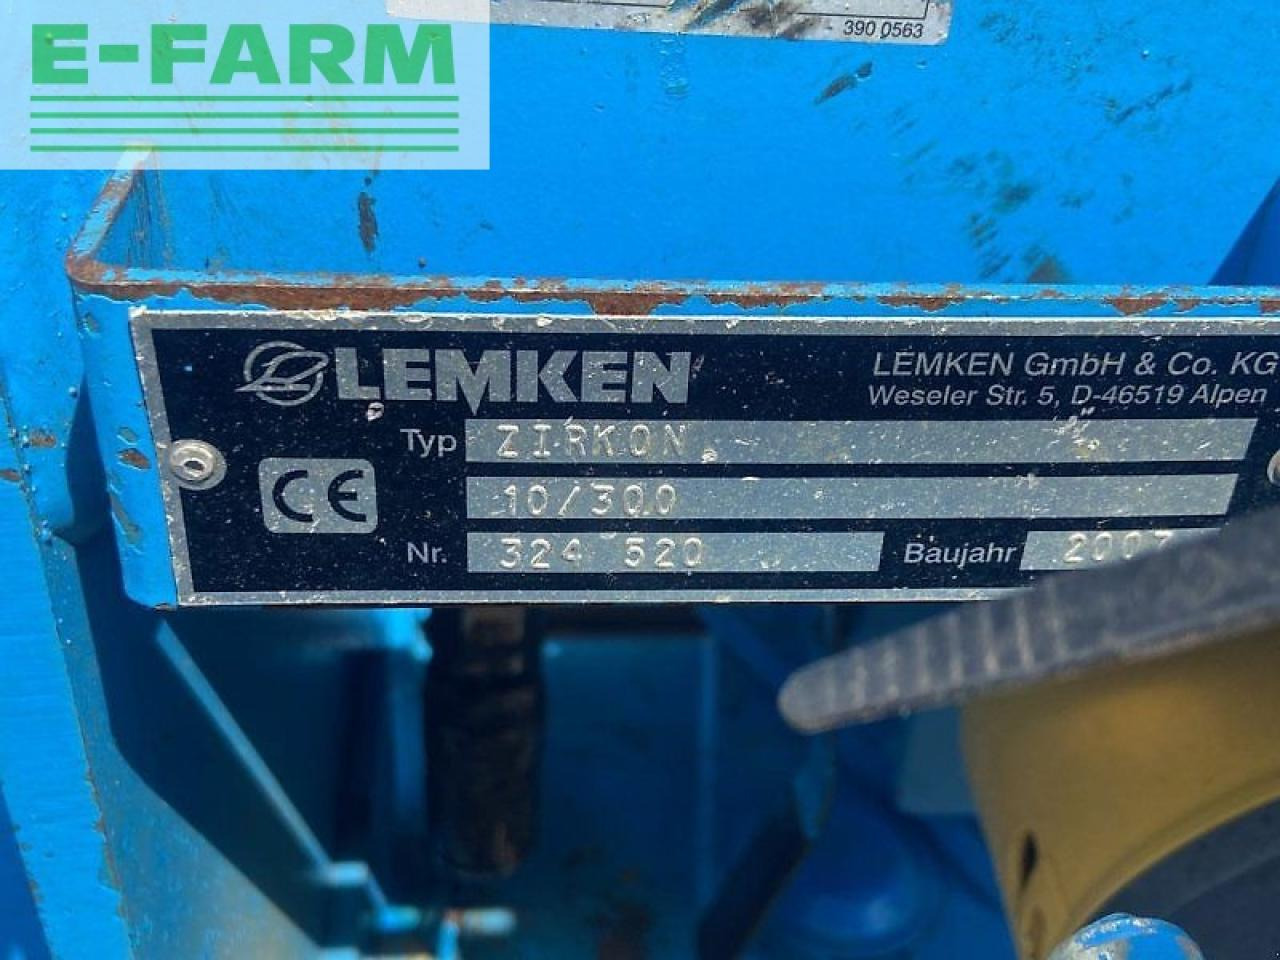 E-FARM
390 0563
LEMKEN
LEMKEN GmbH & Co. KG
Weseler Str. 5, D-46519 Alpen
Typ ZIRKON
10/300
CE
Nr. 324 520 Baujahr 2007